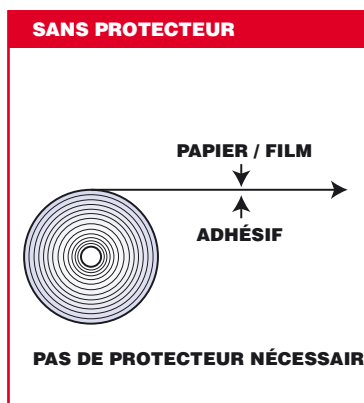 SANS PROTECTEUR
PAPIER / FILM
ADHÉSIF
PAS DE PROTECTEUR NÉCESSAIR